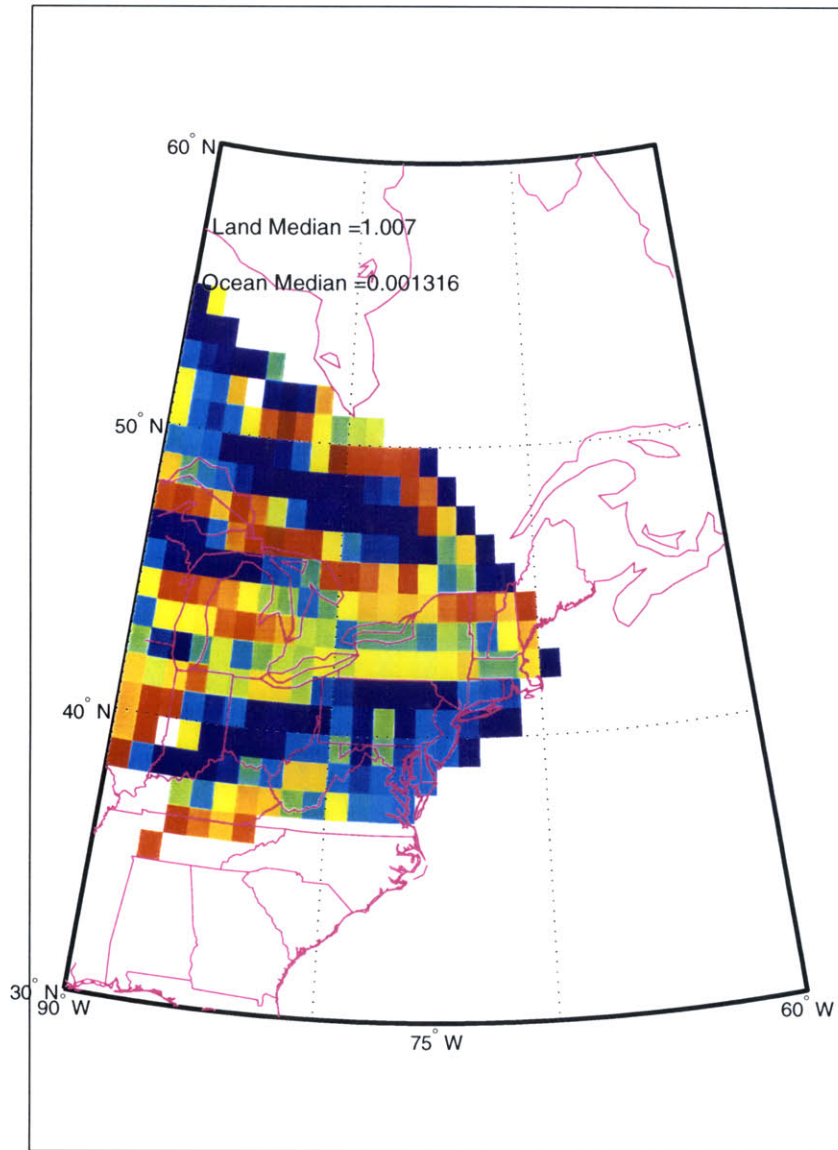 60° N
Land Median =1.007
Ocean Median =0.001316
50° N
40° N
30° N
90° W
60° W
75° W